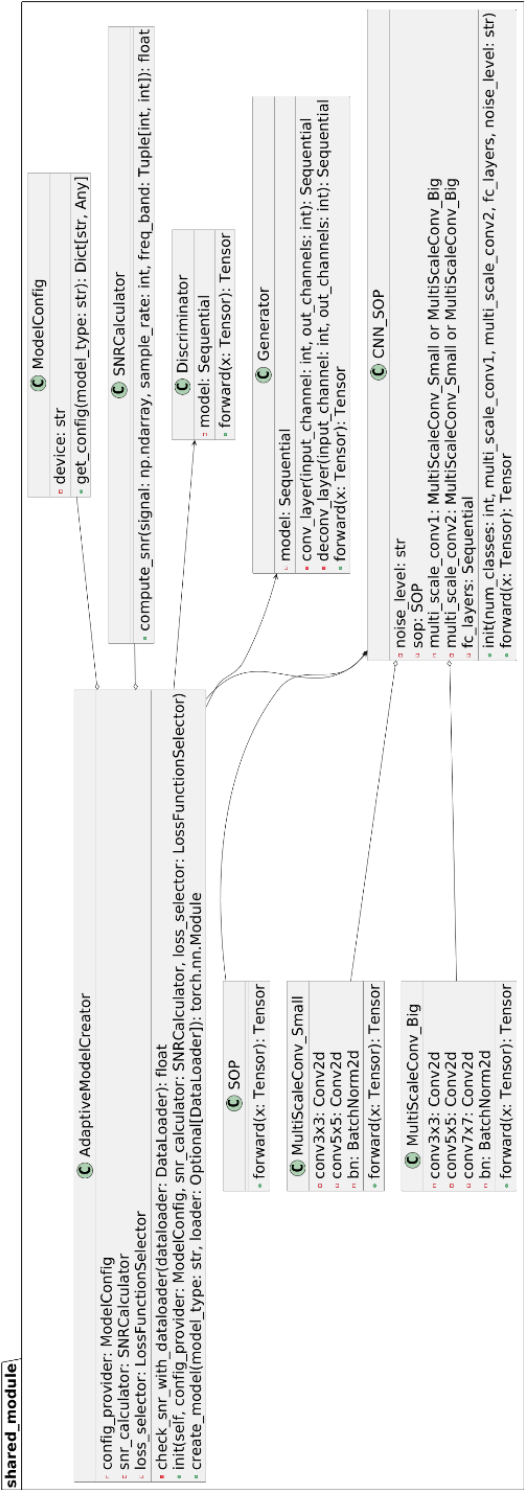 shared_module
C AdaptiveModelCreator
config_provider: ModelConfig
snr_calculator: SNRCalculator
loss_selector: LossFunctionSelector
check_snr_with_dataloader(dataloader: DataLoader): float
init(self, config_provider: ModelConfig, snr_calculator: SNRCalculator, loss_selector: LossFunctionSelector)
create_model(model_type: str, loader: Optional[DataLoader]): torch.nn.Module
C SOP
forward(x: Tensor): Tensor
C MultiScaleConv_Small
conv3x3: Conv2d
conv5x5: Conv2d
bn: BatchNorm2d
forward(x: Tensor): Tensor
C MultiScaleConv_Big
conv3x3: Conv2d
conv5x5: Conv2d
conv7x7: Conv2d
bn: BatchNorm2d
forward(x: Tensor): Tensor
C ModelConfig
device: str
get_config(model_type: str): Dict[str, Any]
C SNRCalculator
compute_snr(signal: np.ndarray, sample_rate: int, freq_band: Tuple[int, int]): float
C Discriminator
model: Sequential
forward(x: Tensor): Tensor
C Generator
model: Sequential
conv_layer(input_channel: int, out_channels: int): Sequential
deconv_layer(input_channel: int, out_channels: int): Sequential
forward(x: Tensor): Tensor
C CNN_SOP
noise_level: str
sop: SOP
multi_scale_conv1: MultiScaleConv_Small or MultiScaleConv_Big
multi_scale_conv2: MultiScaleConv_Small or MultiScaleConv_Big
fc_layers: Sequential
init(num_classes: int, multi_scale_conv1, multi_scale_conv2, fc_layers, noise_level: str)
forward(x: Tensor): Tensor